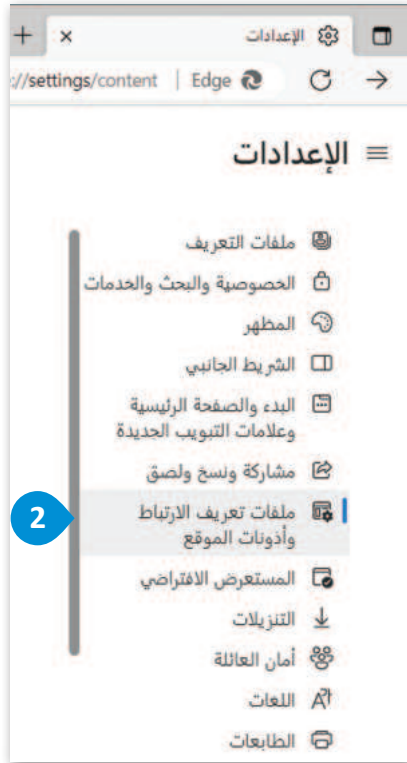 الإعدادات
://settings/content | Edge
الإعدادات
ملفات التعريف
الخصوصية والبحث والخدمات
المظهر
الشريط الجانبي
البدء والصفحة الرئيسية
وعلامات التبويب الجديدة
مشاركة ونسخ ولصق
ملفات تعريف الارتباط
وأذونات الموقع
2
المستعرض الافتراضي
التنزيلات
أمان العائلة
اللغات
الطابعات